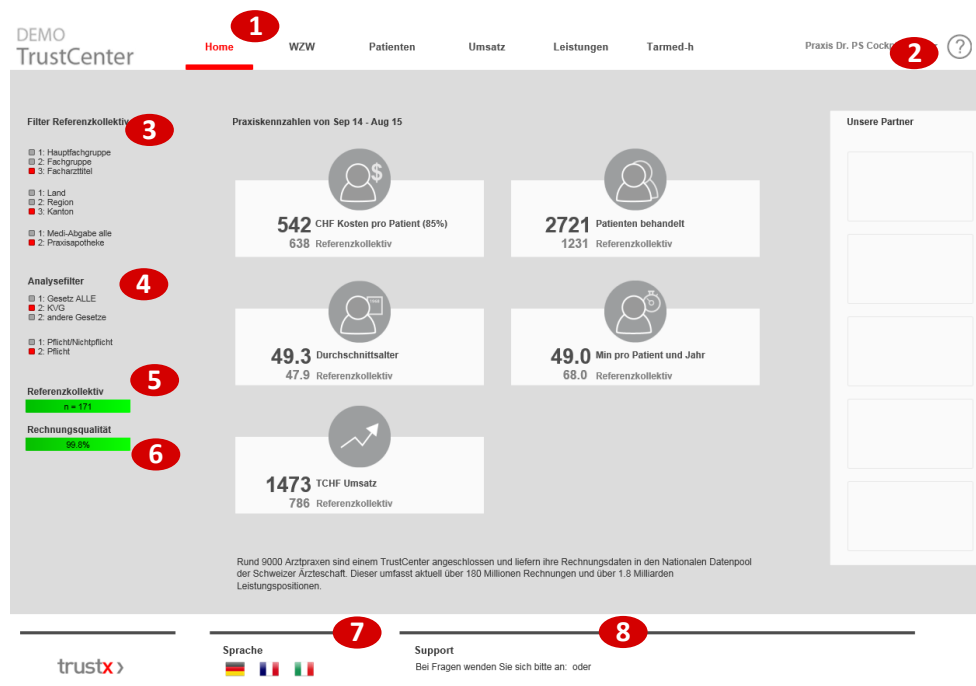 DEMO
TrustCenter
Home
WZW
Patienten
Umsatz
Leistungen
Tarmed-h
Praxis Dr. PS
?
1
2
Filter Referenzkollektiv
3
1: Hauptfachgruppe
2: Fachgruppe
3: Facharzttitel
1: Land
2: Region
3: Kanton
1: Medi-Abgabe alle
2: Praxisapotheke
Analysefilter
4
1: Gesetz ALLE
2: KVG
2: andere Gesetze
1: Pflicht/Nichtpflicht
2: Pflicht
5
Referenzkollektiv
n = 171
Rechnungsqualität
99.8%
6
Praxiskennzahlen von Sep 14 - Aug 15
$
542 CHF Kosten pro Patient (85%)
638 Referenzkollektiv
2721 Patienten behandelt
1231 Referenzkollektiv
49.3 Durchschnittsalter
47.9 Referenzkollektiv
49.0 Min pro Patient und Jahr
68.0 Referenzkollektiv
1473 TCHF Umsatz
786 Referenzkollektiv
Rund 9000 Arztpraxen sind einem TrustCenter angeschlossen und liefern ihre Rechnungsdaten in den Nationalen Datenpool
der Schweizer Ärzteschaft. Dieser umfasst aktuell über 180 Millionen Rechnungen und über 1.8 Milliarden
Leistungspositionen.
Unsere Partner
trustx
7
Sprache
8
Support
Bei Fragen wenden Sie sich bitte an: oder